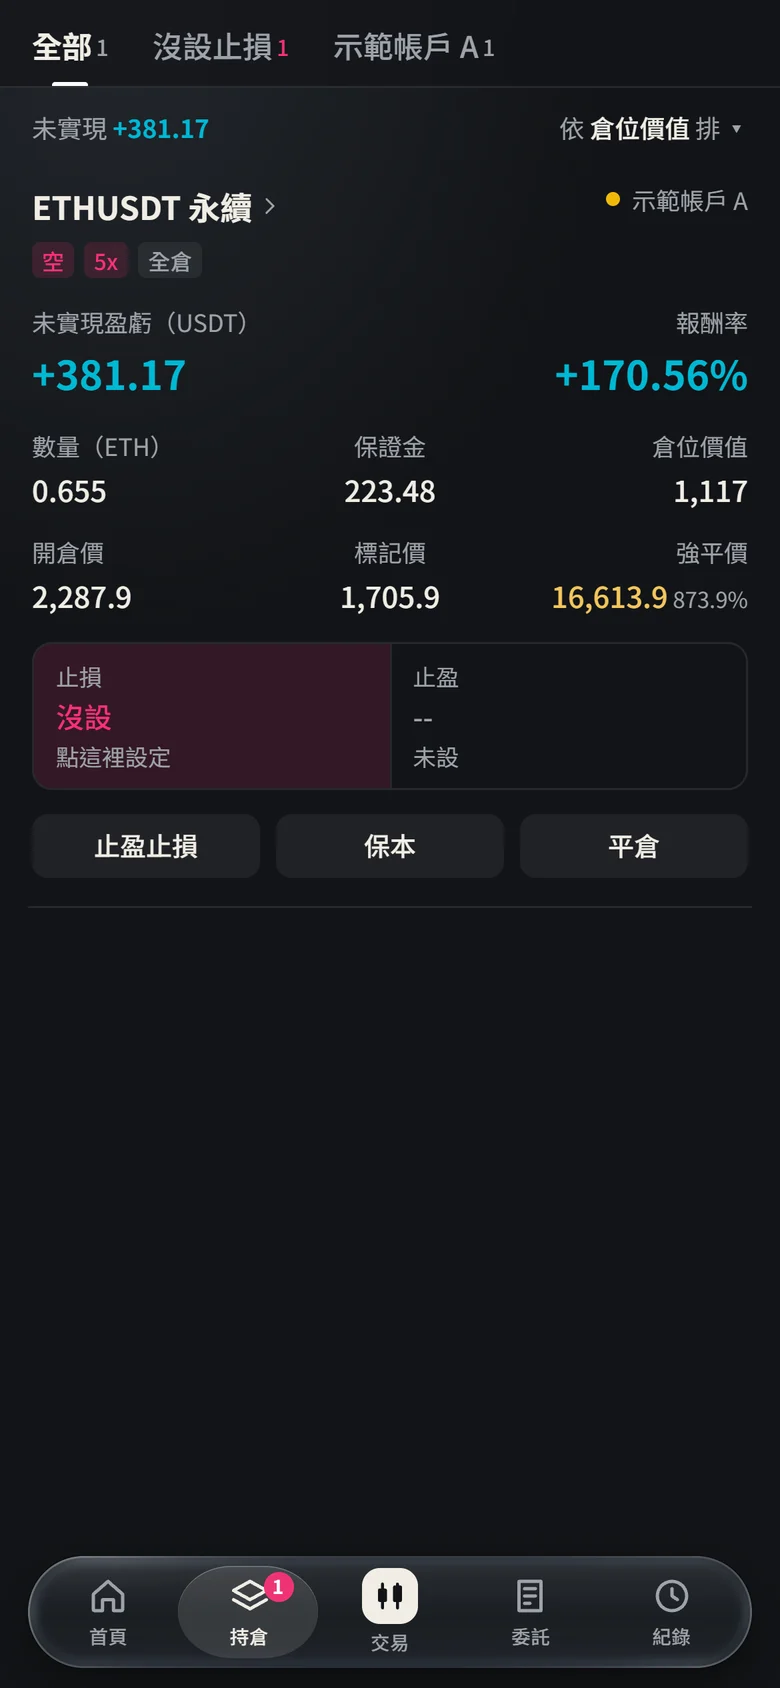 全部 1 沒設止損 1 示範帳戶 A 1
未實現 +381.17 依 倉位價值 排 ▼
ETHUSDT 永續 > 示範帳戶 A
空 5x 全倉
未實現盈虧（USDT） 報酬率
+381.17 +170.56%
數量（ETH） 保證金 倉位價值
0.655 223.48 1,117
開倉價 標記價 強平價
2,287.9 1,705.9 16,613.9 873.9%
止損 止盈
沒設 --
點這裡設定 未設
止盈止損 保本 平倉
1
首頁 持倉 交易 委託 紀錄